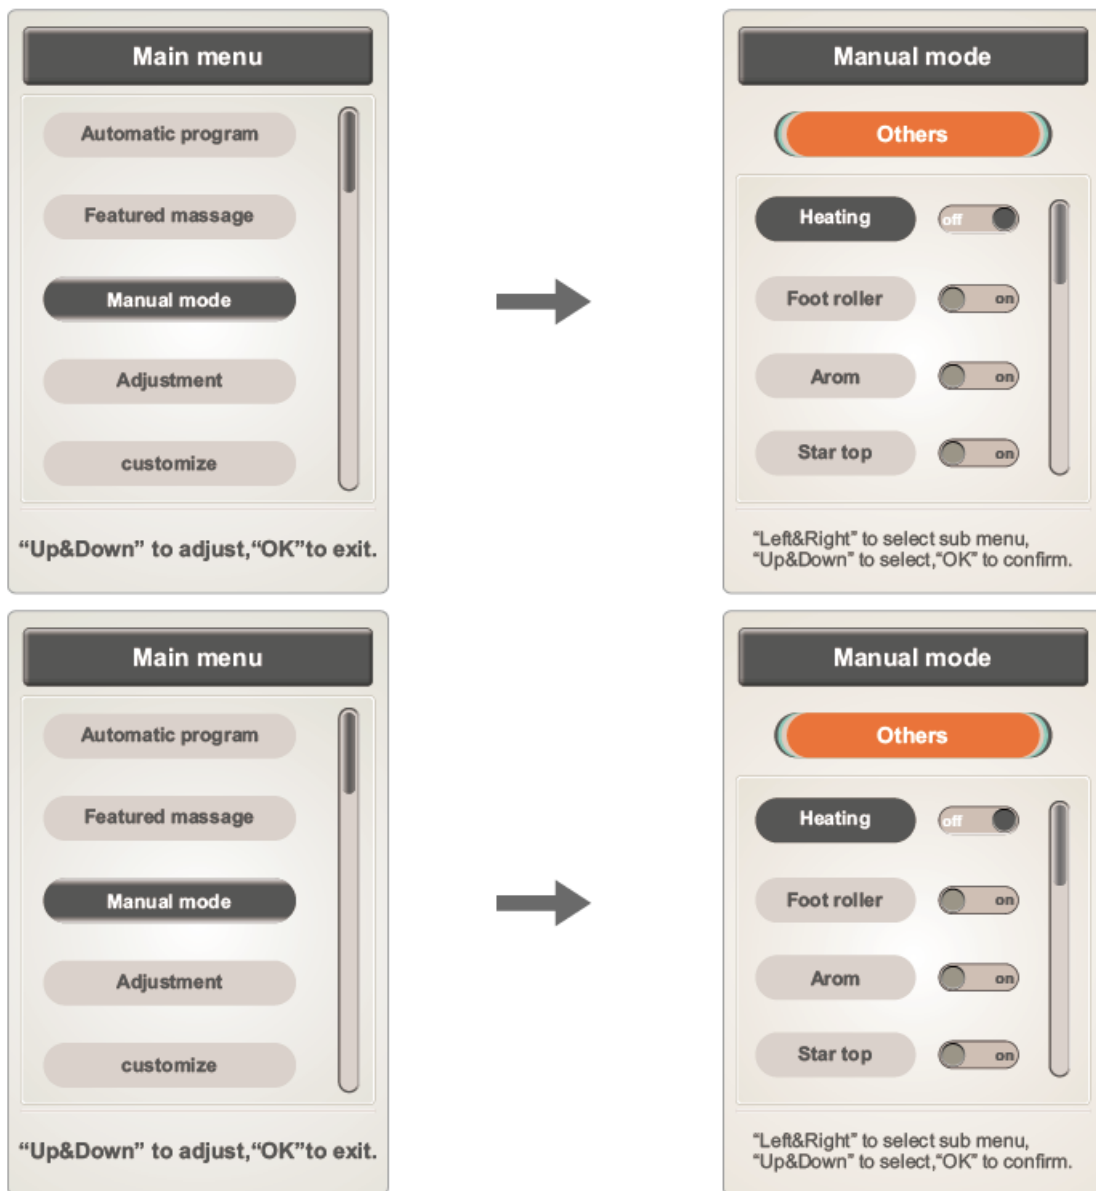 Main menu
Automatic program
Featured massage
Manual mode
Adjustment
customize
“Up&Down” to adjust,“OK”to exit.
Manual mode
Others
Heating off
Foot roller on
Arom on
Star top on
“Left&Right” to select sub menu,
“Up&Down” to select,“OK” to confirm.
Main menu
Automatic program
Featured massage
Manual mode
Adjustment
customize
“Up&Down” to adjust,“OK”to exit.
Manual mode
Others
Heating off
Foot roller on
Arom on
Star top on
“Left&Right” to select sub menu,
“Up&Down” to select,“OK” to confirm.